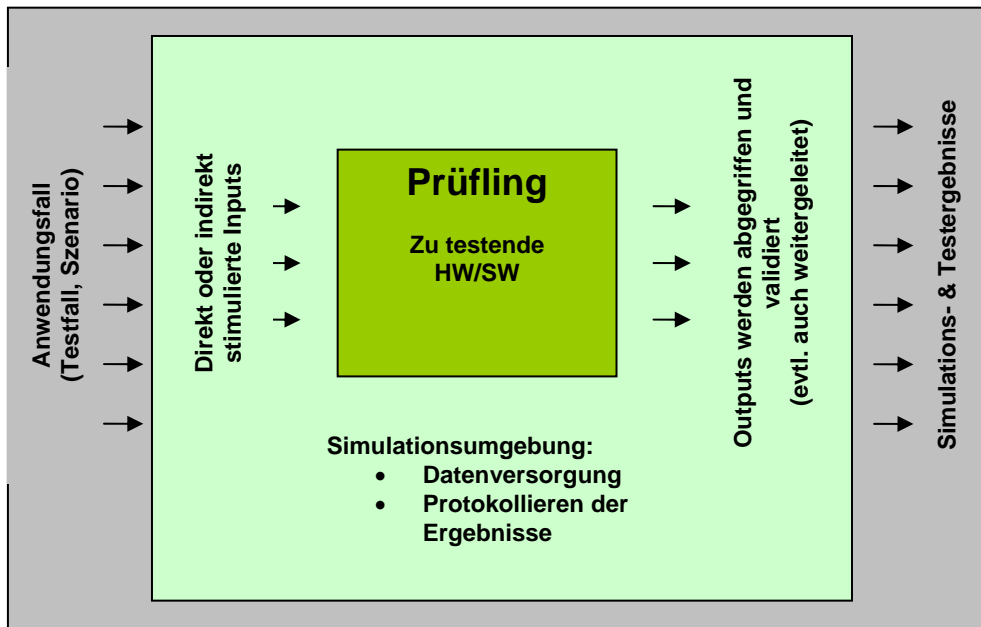 Anwendungsfall
(Testfall, Szenario)
Direkt oder indirekt
stimulierte Inputs
Prüfling
Zu testende
HW/SW
Outputs werden abgegriffen und
validiert
(evtl. auch weitergeleitet)
Simulations- & Testergebnisse
Simulationsumgebung:
• Datenversorgung
• Protokollieren der
Ergebnisse